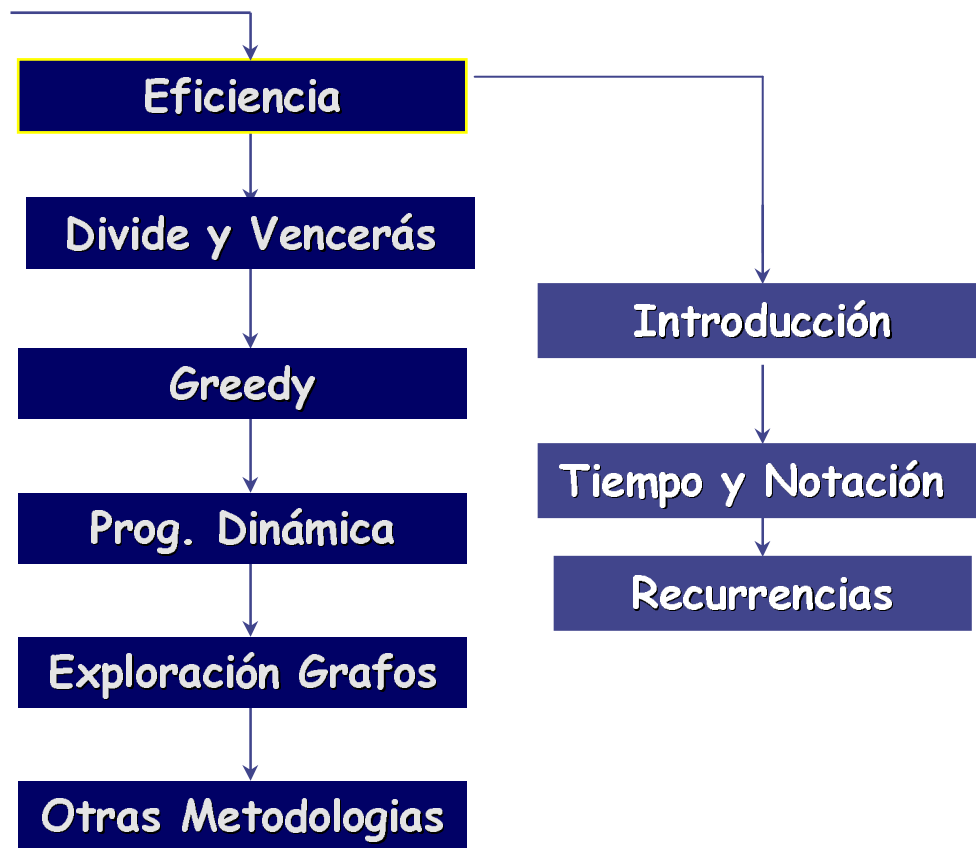 Eficiencia
Divide y Vencerás
Greedy
Prog. Dinámica
Exploración Grafos
Otras Metodologias
Introducción
Tiempo y Notación
Recurrencias